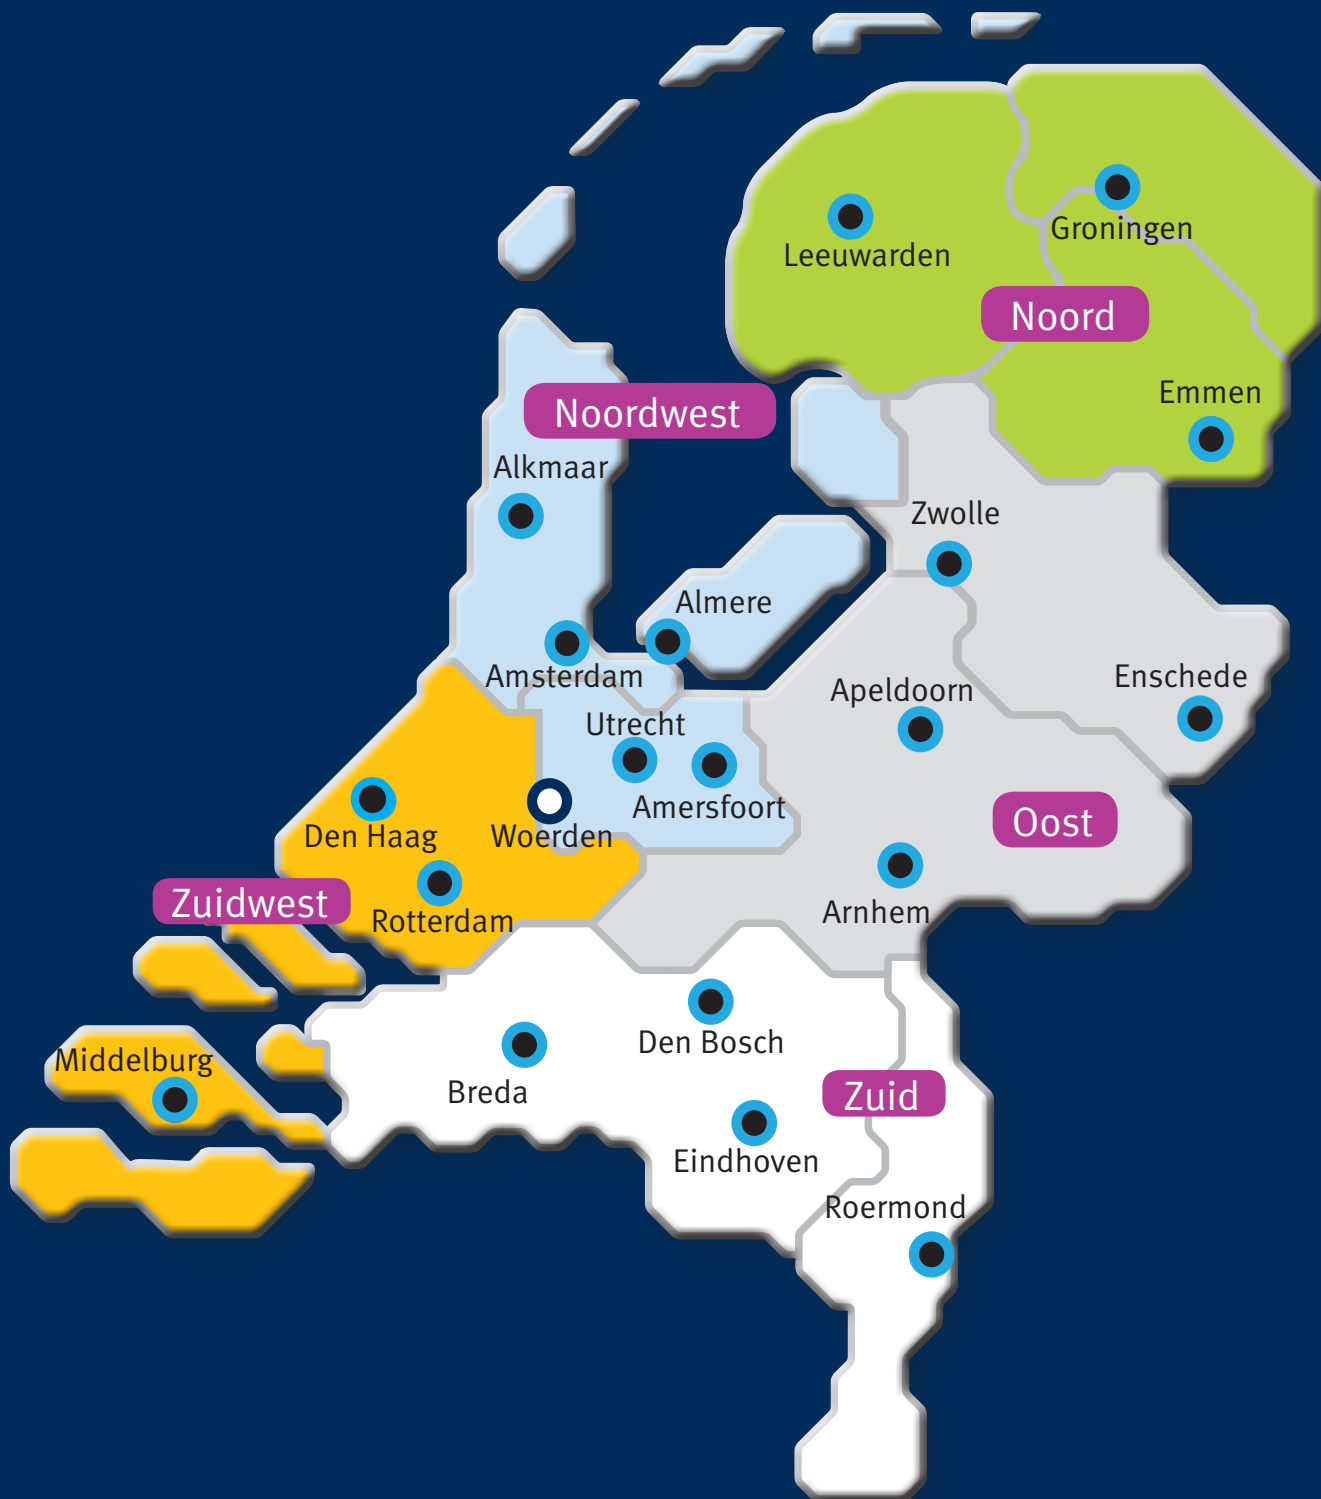 Groningen
Leeuwarden
Noord
Emmen
Noordwest
Alkmaar
Zwolle
Almere
Amsterdam
Enschede
Apeldoorn
Utrecht
Amersfoort
Oost
Den Haag
Woerden
Zuidwest
Arnhem
Rotterdam
Den Bosch
Middelburg
Breda
Zuid
Eindhoven
Roermond